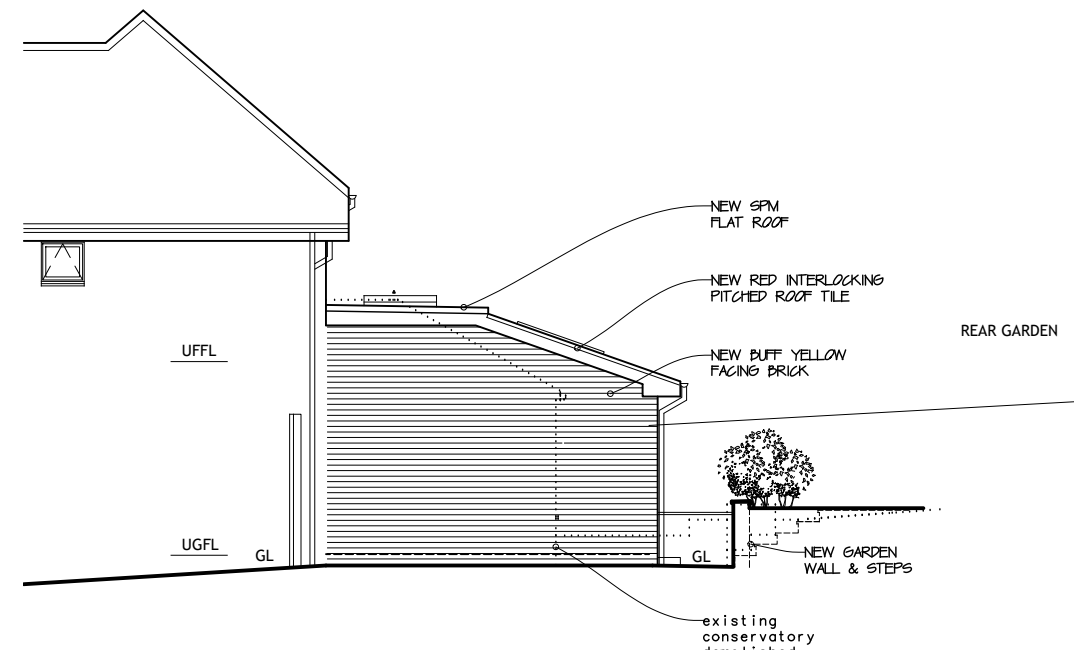 NEW SPM
FLAT ROOF
NEW RED INTERLOCKING
PITCHED ROOF TILE
REAR GARDEN
UFFL
NEW BUFF YELLOW
FACING BRICK
UGFL
GL
GL
NEW GARDEN
WALL & STEPS
existing
conservatory
demolished